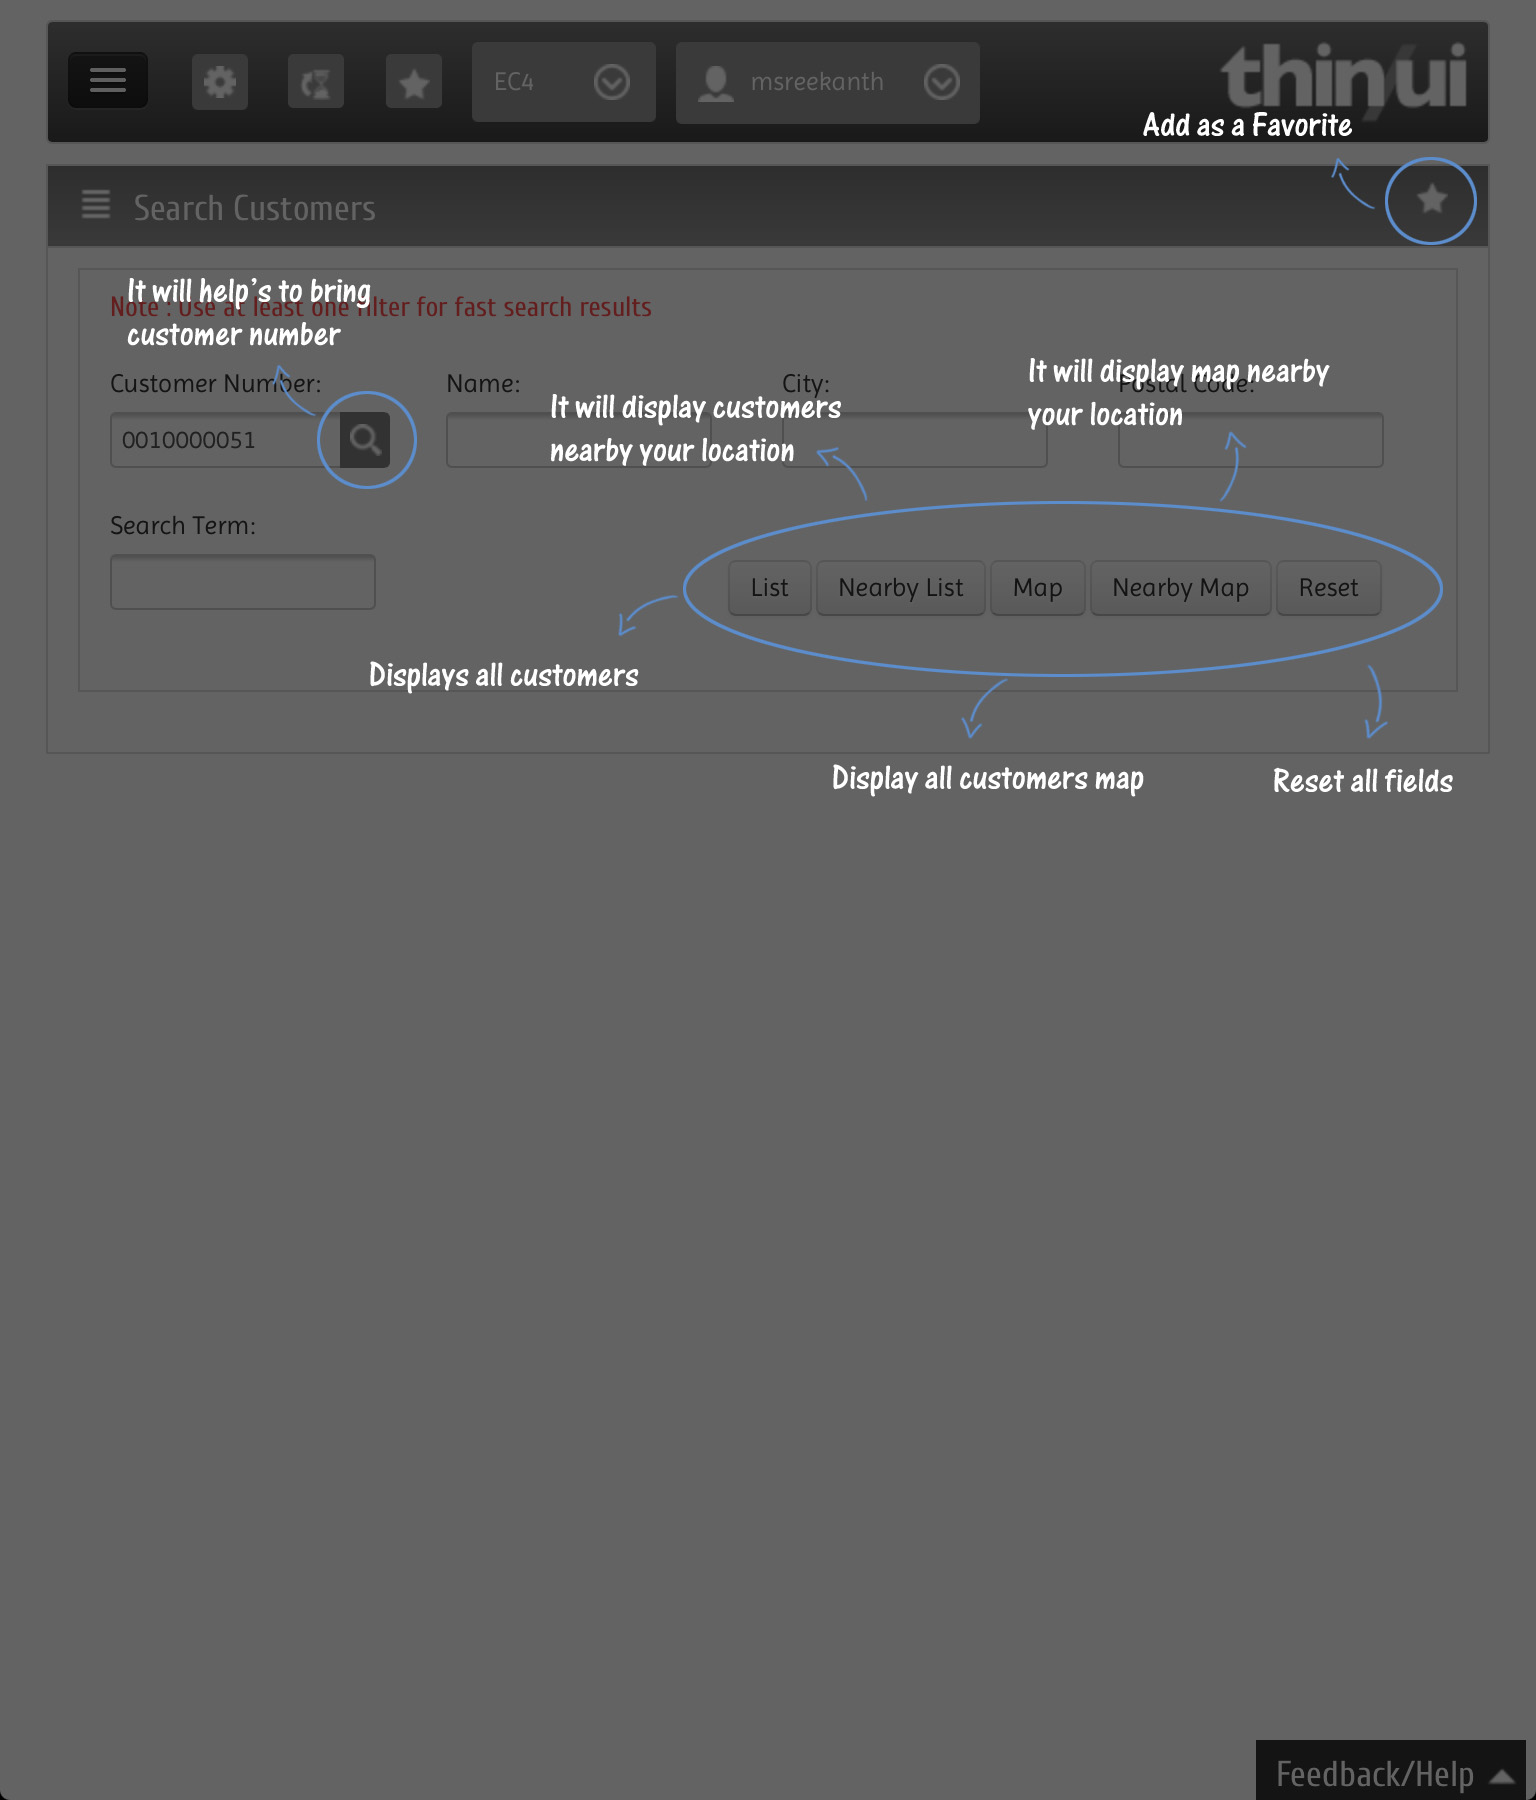 EC4
msreekanth
thin/ui
Add as a Favorite
Search Customers
It will help's to bring
customer number
Note : Use at least one filter for fast search results
Customer Number:
Name:
City:
Postal Code:
It will display map nearby
your location
It will display customers
nearby your location
0010000051
Search Term:
List
Nearby List
Map
Nearby Map
Reset
Displays all customers
Display all customers map
Reset all fields
Feedback/Help